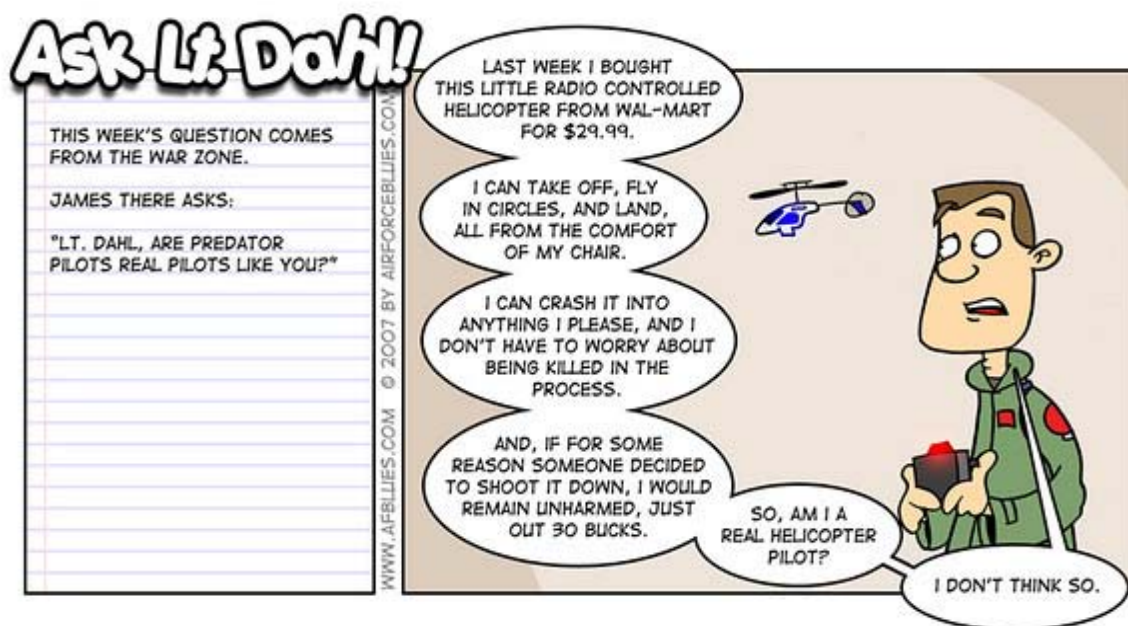 Ask Lt. Dahl!
THIS WEEK'S QUESTION COMES
FROM THE WAR ZONE.
JAMES THERE ASKS:
"LT. DAHL, ARE PREDATOR
PILOTS REAL PILOTS LIKE YOU?"
WWW.AFBLUES.COM © 2007 BY AIRFORCEBLUES.COM
LAST WEEK I BOUGHT
THIS LITTLE RADIO CONTROLLED
HELICOPTER FROM WAL-MART
FOR $29.99.
I CAN TAKE OFF, FLY
IN CIRCLES, AND LAND,
ALL FROM THE COMFORT
OF MY CHAIR.
I CAN CRASH IT INTO
ANYTHING I PLEASE, AND I
DON'T HAVE TO WORRY ABOUT
BEING KILLED IN THE
PROCESS.
AND, IF FOR SOME
REASON SOMEONE DECIDED
TO SHOOT IT DOWN, I WOULD
REMAIN UNHARMED, JUST
OUT 30 BUCKS.
SO, AM I A
REAL HELICOPTER
PILOT?
I DON'T THINK SO.